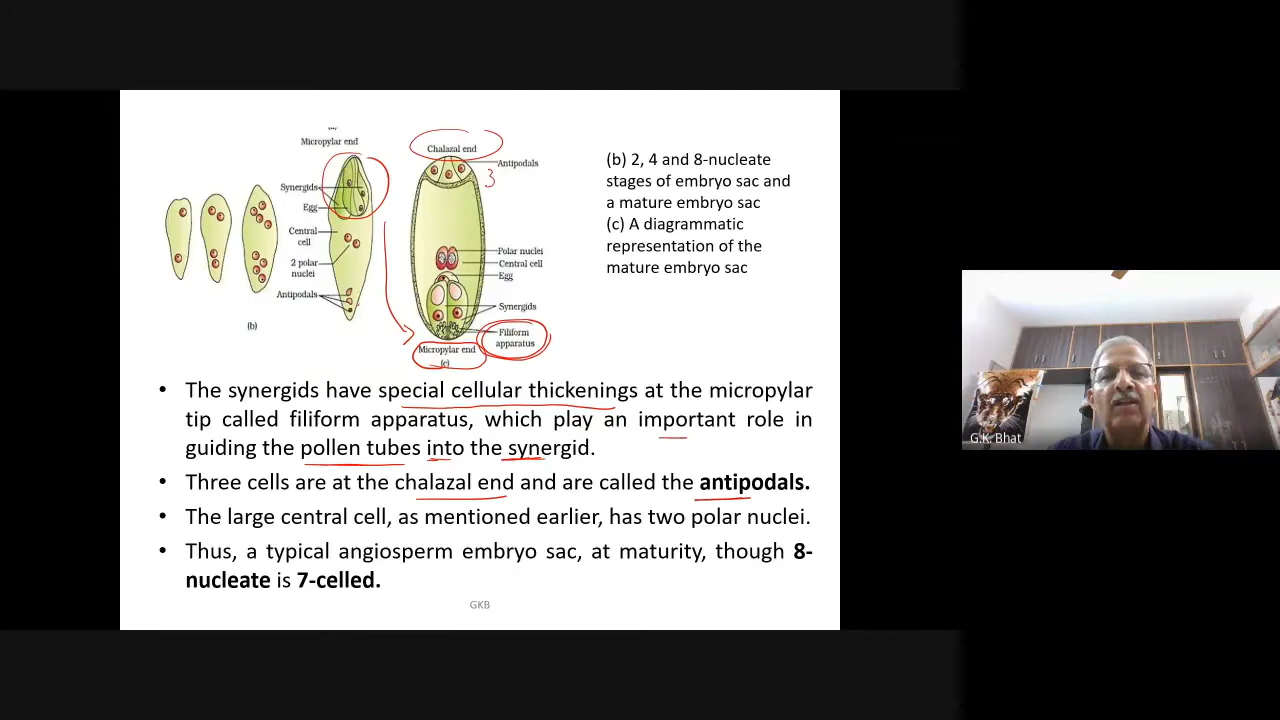 (a)
Micropylar end
Synergids
Egg
Central
cell
2 polar
nuclei
Antipodals
(b)
Chalazal end
Antipodals
3
Polar nuclei
Central cell
Egg
Synergids
Filiform
apparatus
Micropylar end
(c)
(b) 2, 4 and 8-nucleate
stages of embryo sac and
a mature embryo sac
(c) A diagrammatic
representation of the
mature embryo sac
• The synergids have special cellular thickenings at the micropylar
tip called filiform apparatus, which play an important role in
guiding the pollen tubes into the synergid.
• Three cells are at the chalazal end and are called the antipodals.
• The large central cell, as mentioned earlier, has two polar nuclei.
• Thus, a typical angiosperm embryo sac, at maturity, though 8-
nucleate is 7-celled.
GKB
G.K. Bhat